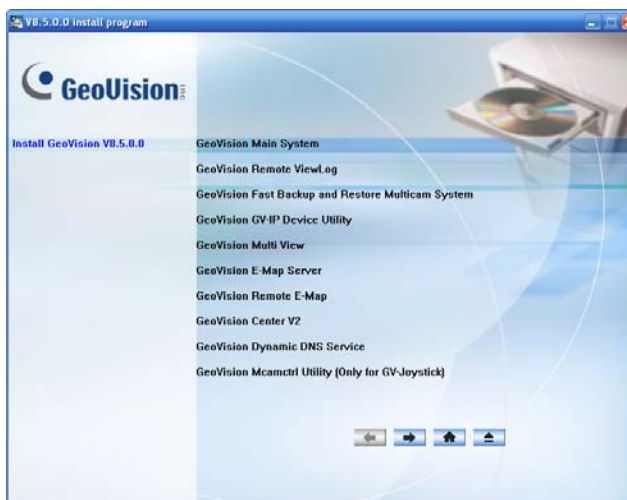 V8.5.0.0 install program
GeoVision inc
Install GeoVision V8.5.0.0
GeoVision Main System
GeoVision Remote ViewLog
GeoVision Fast Backup and Restore Multicam System
GeoVision GV-IP Device Utility
GeoVision Multi View
GeoVision E-Map Server
GeoVision Remote E-Map
GeoVision Center V2
GeoVision Dynamic DNS Service
GeoVision Mcamctrl Utility (Only for GV-Joystick)